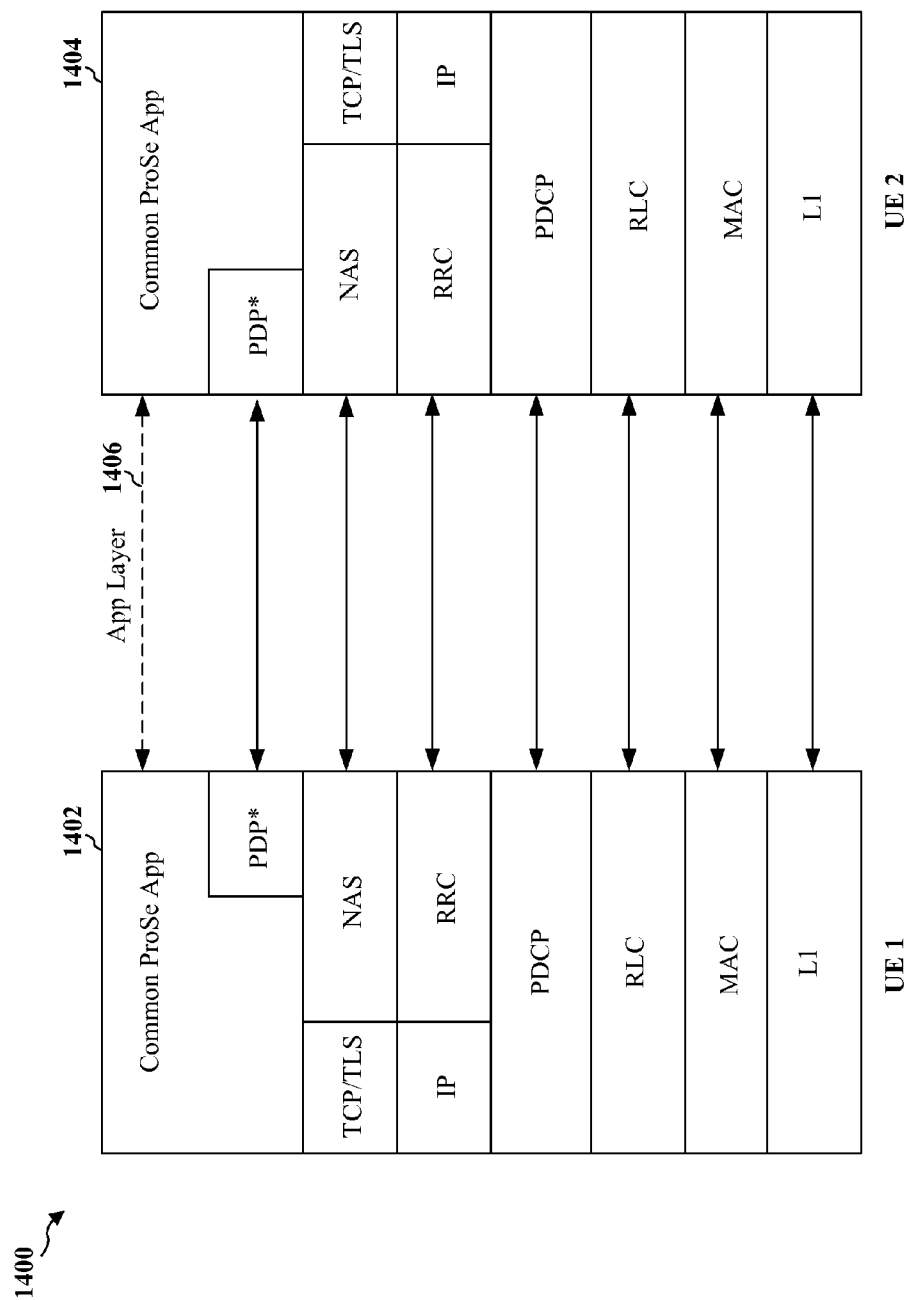 1400
1402
Common ProSe App
PDP*
TCP/TLS
NAS
IP
RRC
PDCP
RLC
MAC
L1
UE 1
App Layer
1406
1404
Common ProSe App
PDP*
NAS
TCP/TLS
RRC
IP
PDCP
RLC
MAC
L1
UE 2